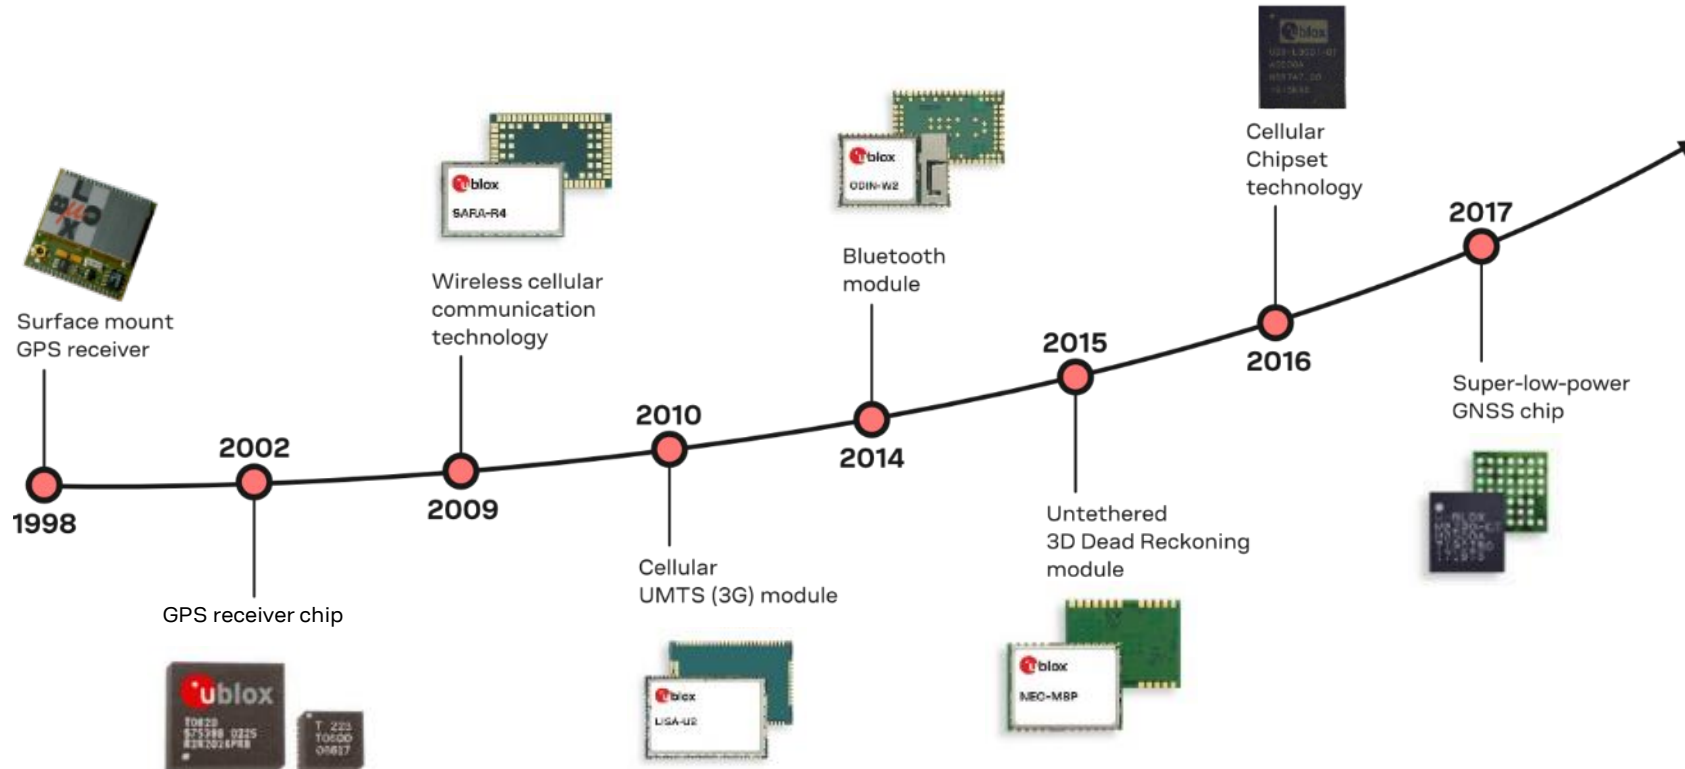 Surface mount
GPS receiver
1998
2002
GPS receiver chip
ublox
ublox
SARA-R4
Wireless cellular
communication
technology
2009
2010
Cellular
UMTS (3G) module
ublox
LISA-U2
ublox
ODIN-W2
Bluetooth
module
2014
2015
Untethered
3D Dead Reckoning
module
ublox
NEO-M8P
ublox
Cellular
Chipset
technology
2016
2017
Super-low-power
GNSS chip